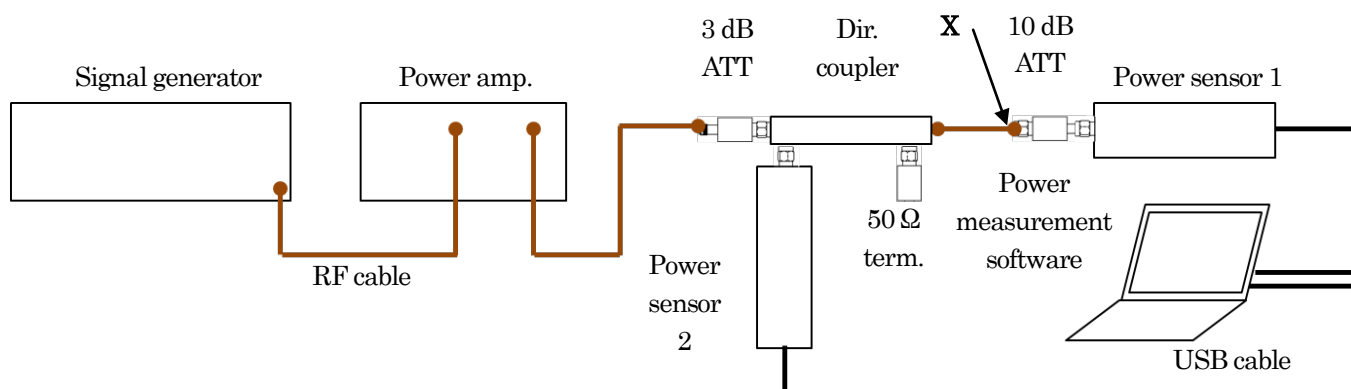 Signal generator
Power amp.
3 dB
ATT
Dir.
coupler
X
10 dB
ATT
Power sensor 1
RF cable
Power
sensor
2
50 Ω
term.
Power
measurement
software
USB cable